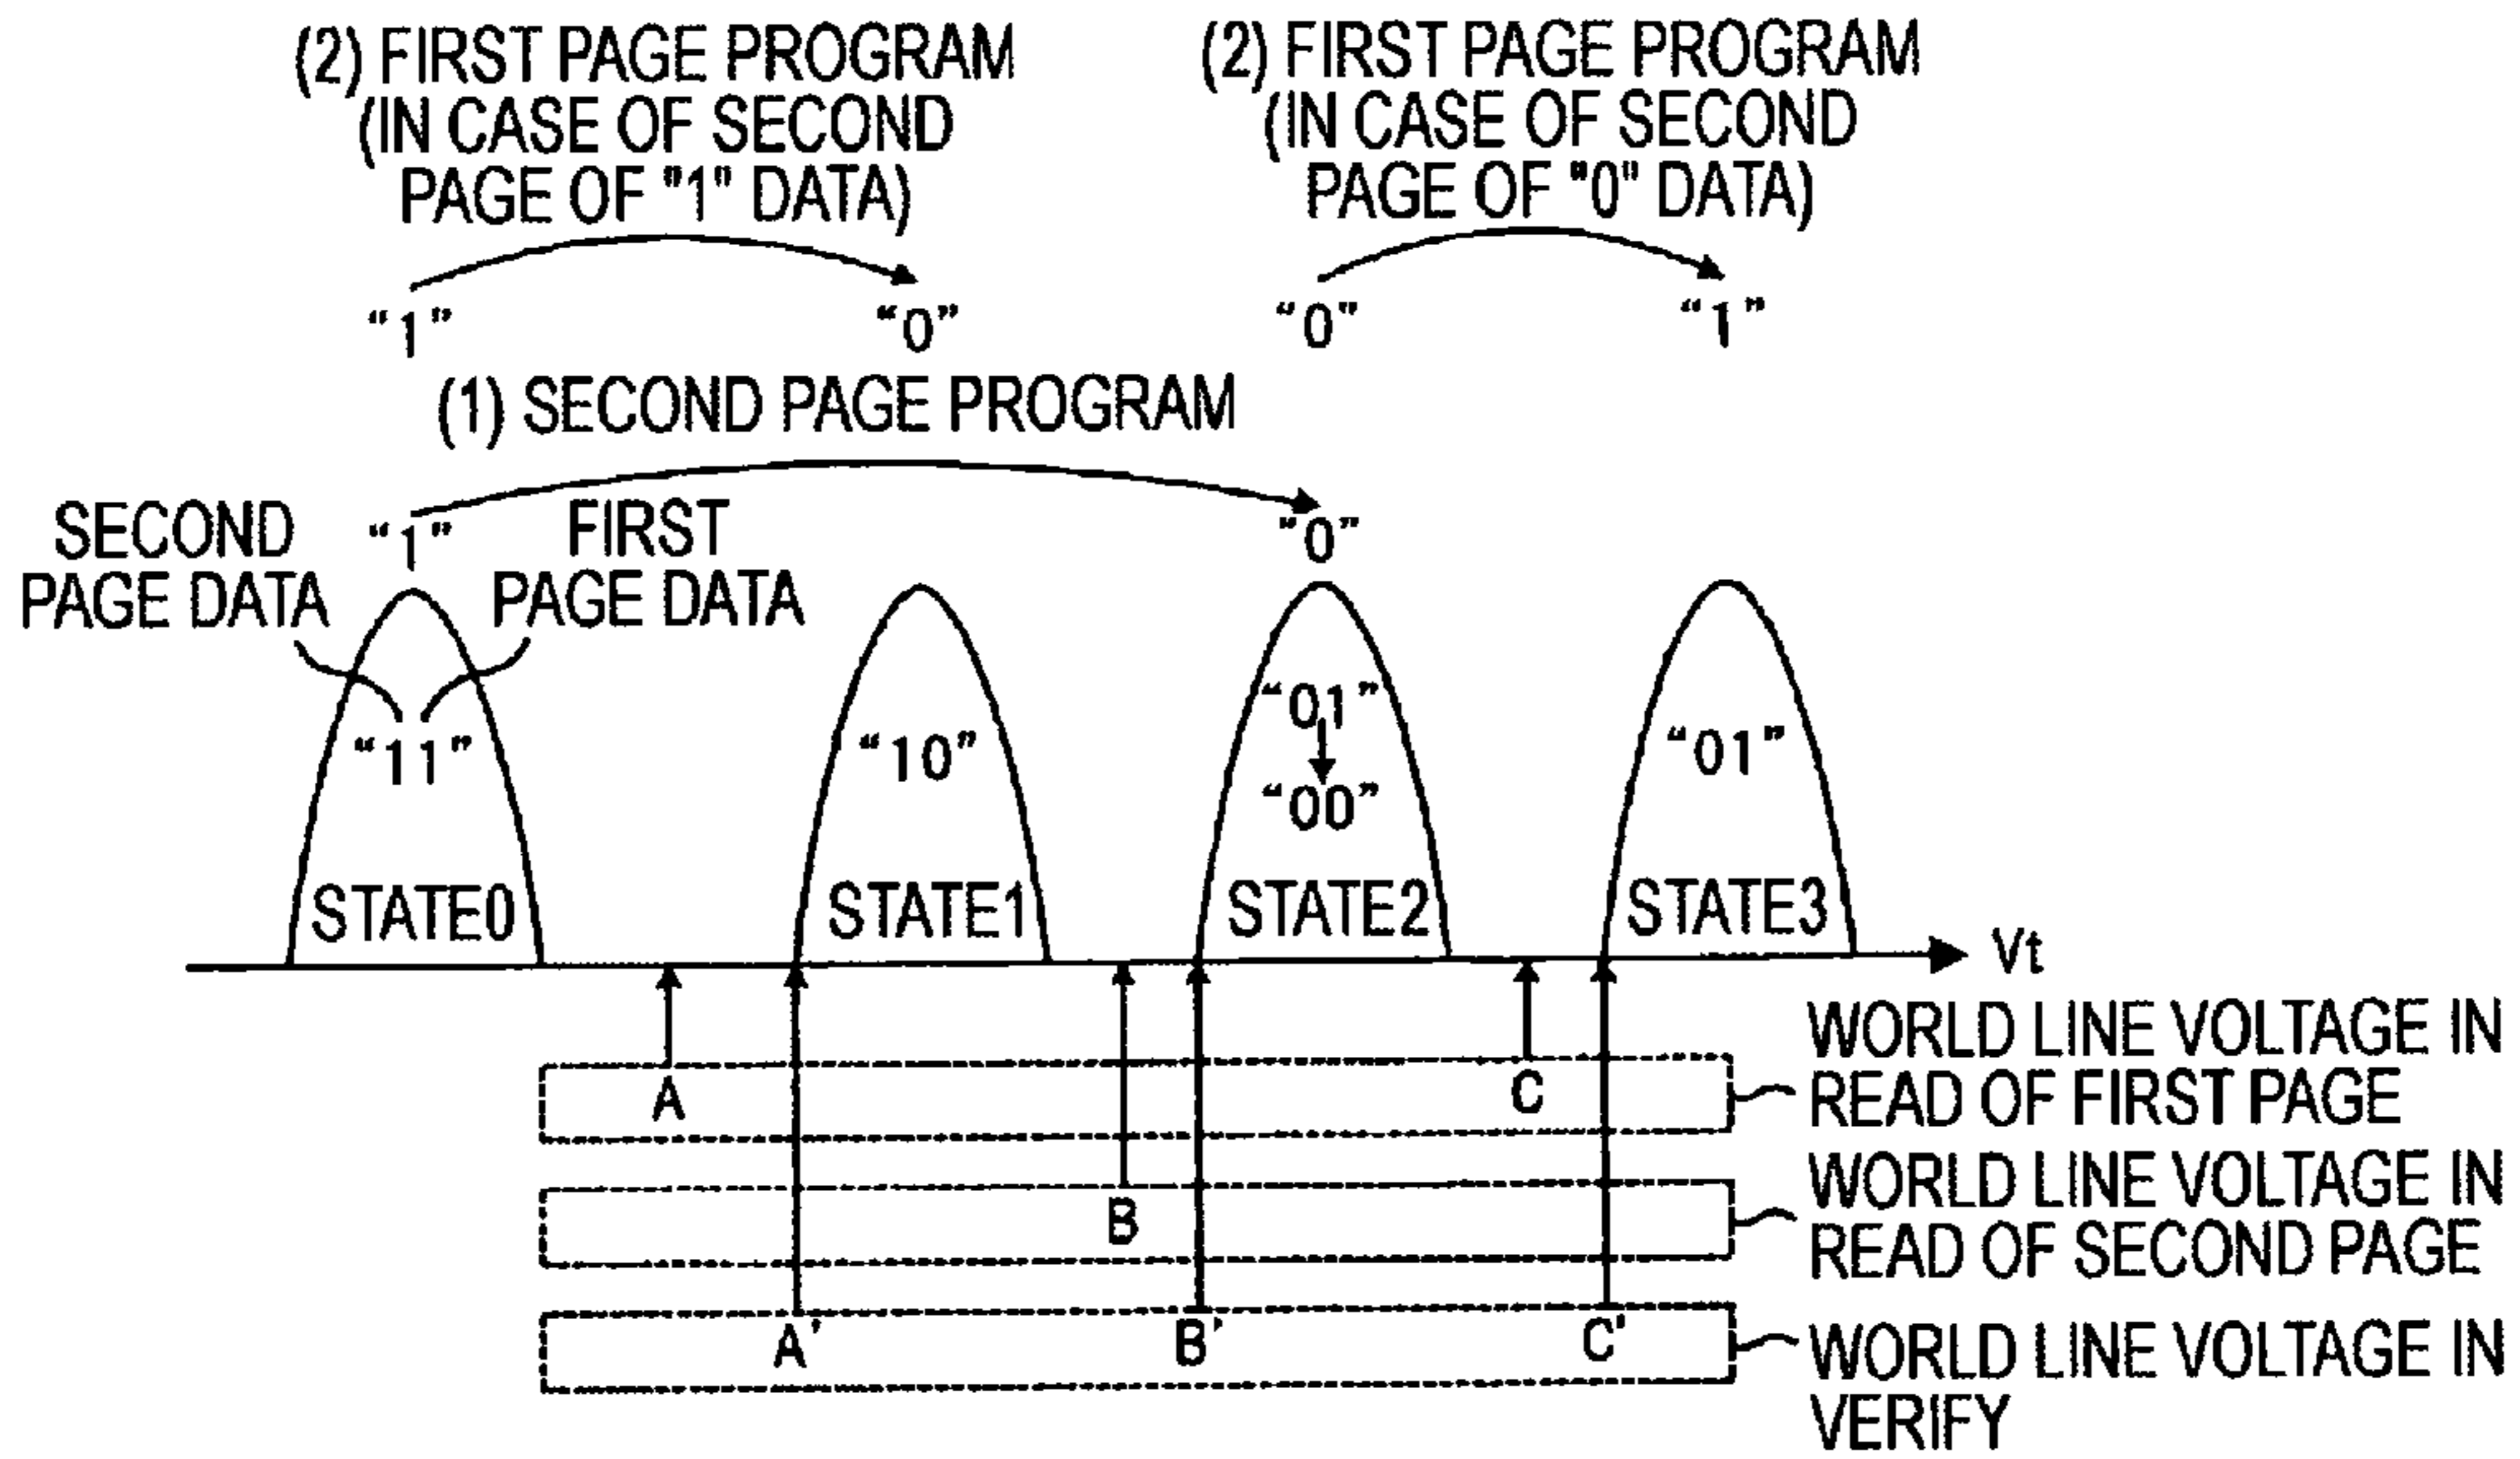 (2) FIRST PAGE PROGRAM
(IN CASE OF SECOND
PAGE OF "1" DATA)
(2) FIRST PAGE PROGRAM
(IN CASE OF SECOND
PAGE OF "0" DATA)
“1” “0” “0” “1”
(1) SECOND PAGE PROGRAM
SECOND
PAGE DATA
“1”
FIRST
PAGE DATA
“0”
“11”
“10”
“01”
“00”
“01”
STATE0 STATE1 STATE2 STATE3
Vt
A C
WORLD LINE VOLTAGE IN
READ OF FIRST PAGE
B
WORLD LINE VOLTAGE IN
READ OF SECOND PAGE
A' B' C'
WORLD LINE VOLTAGE IN
VERIFY